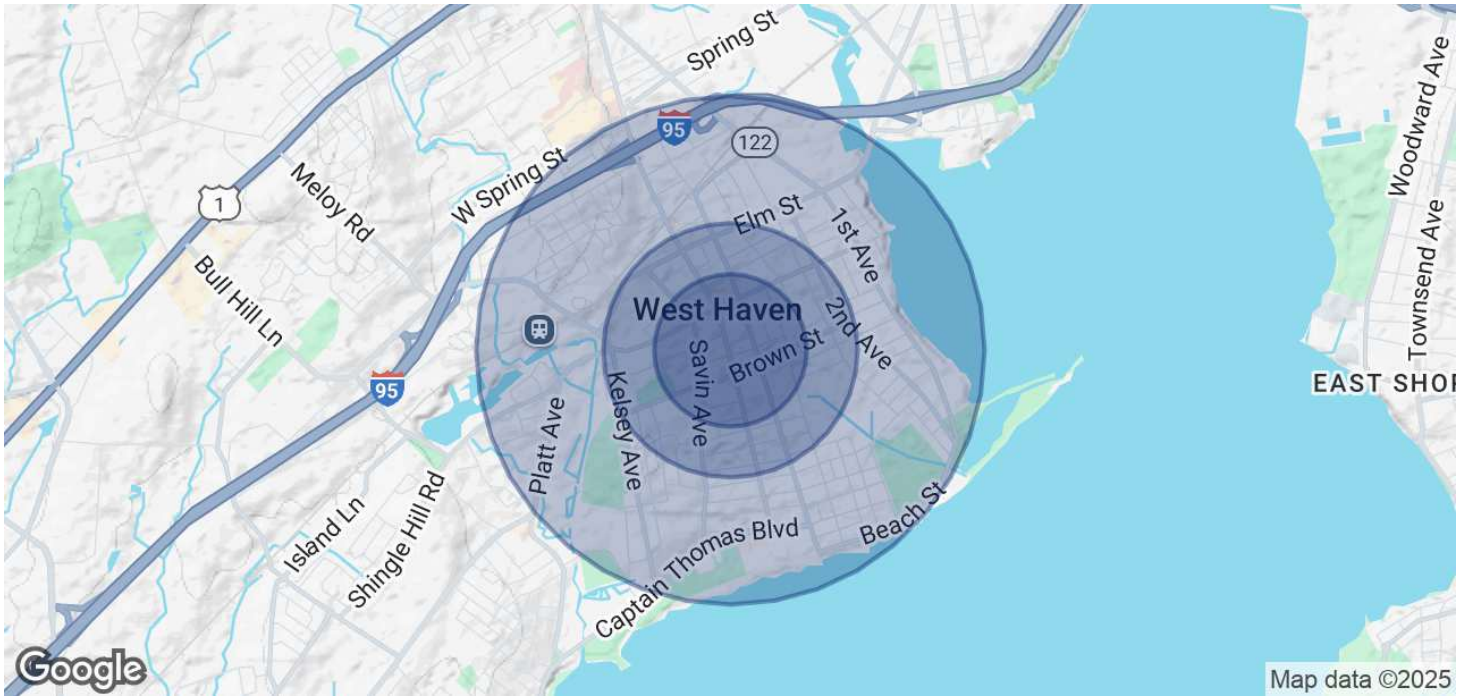 Spring St
Woodward Ave
95
122
W Spring St
Meloy Rd
1
Elm St
1st Ave
Townsend Ave
Bull Hill Ln
West Haven
2nd Ave
Brown St
Savin Ave
95
Kelsey Ave
EAST SHOR
Platt Ave
Island Ln
Shingle Hill Rd
Beach St
Captain Thomas Blvd
Google
Map data ©2025